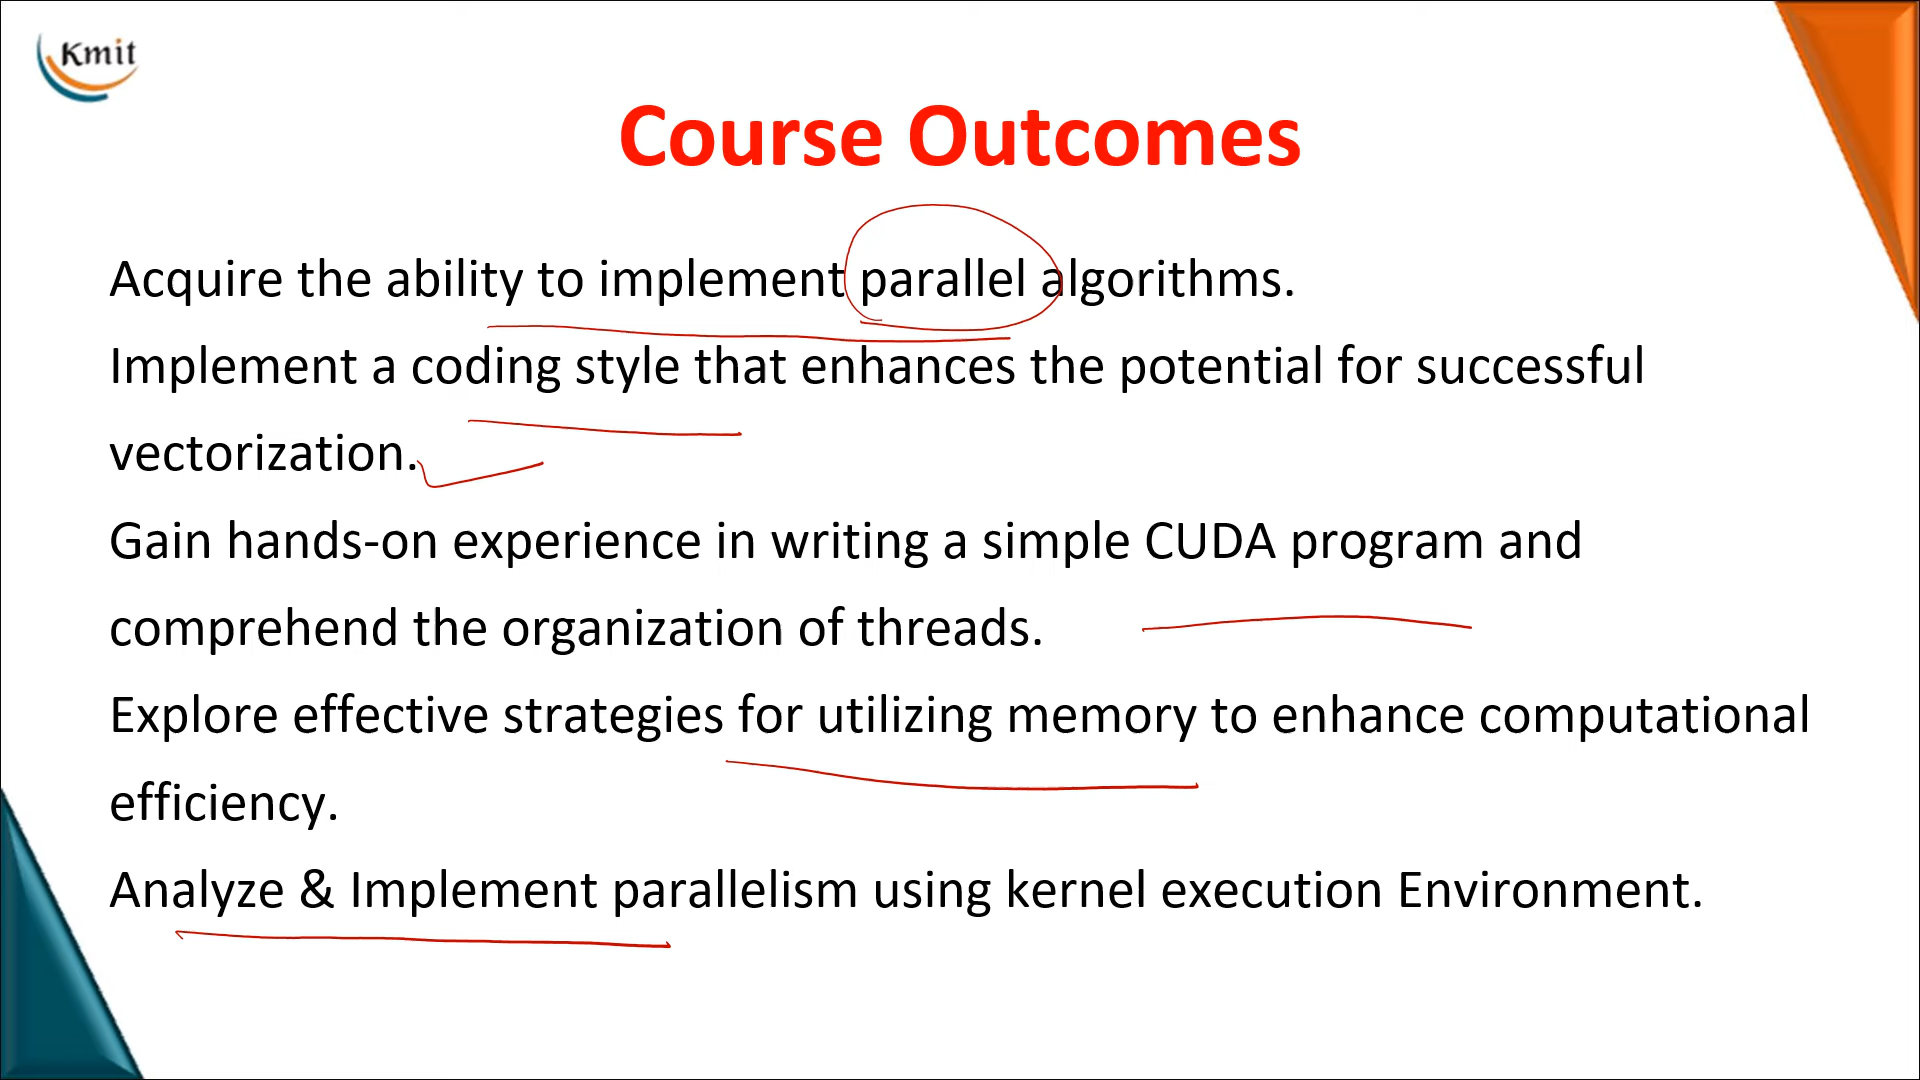 Kmit
Course Outcomes
Acquire the ability to implement parallel algorithms.
Implement a coding style that enhances the potential for successful
vectorization.
Gain hands-on experience in writing a simple CUDA program and
comprehend the organization of threads.
Explore effective strategies for utilizing memory to enhance computational
efficiency.
Analyze & Implement parallelism using kernel execution Environment.